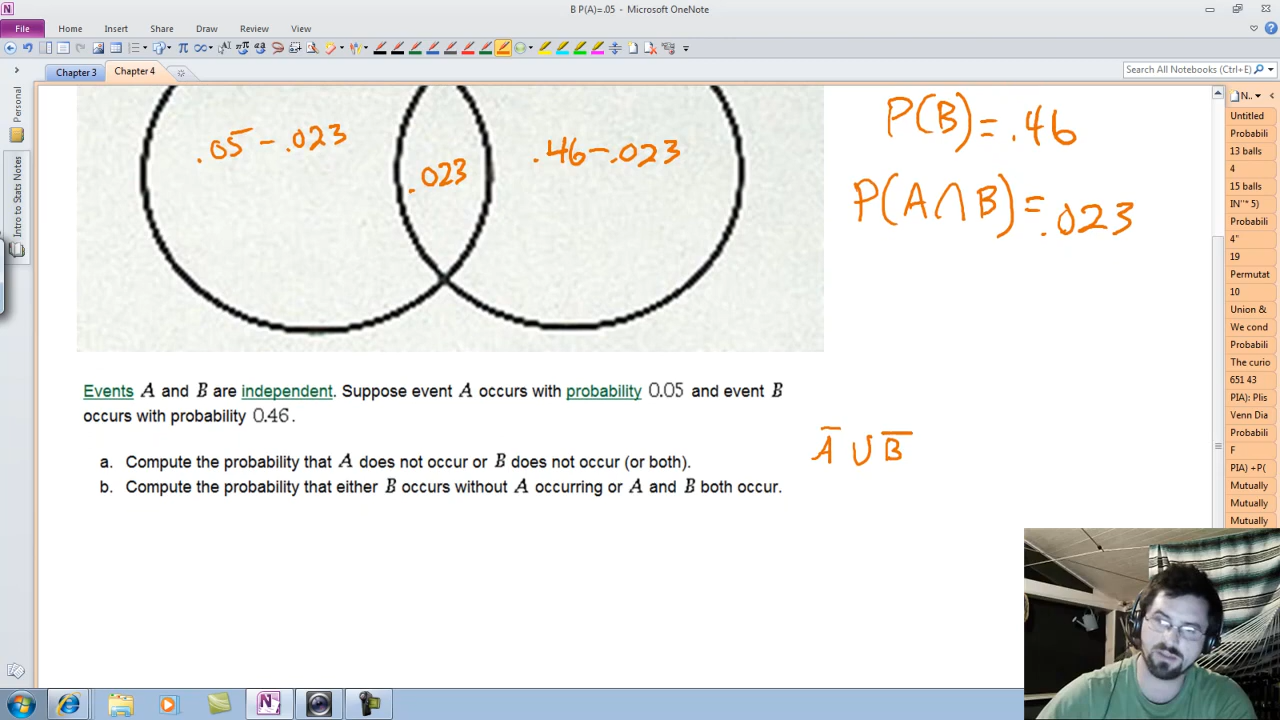 B P(A)=.05 - Microsoft OneNote
File Home Insert Share Draw Review View
Chapter 3 Chapter 4 Search All Notebooks (Ctrl+E)
Personal
Intro to Stats Notes
N..
Untitled
Probabili
13 balls
4
15 balls
IN"* 5)
Probabili
4"
19
Permutat
10
Union &
We cond
Probabili
The curio
651 43
P(A): Plis
Venn Dia
Probabili
F
P(A) +P(
Mutually
Mutually
Mutually
P(B)=.46
.05-.023 .023 .46-.023
P(A∩B)=.023
Events A and B are independent. Suppose event A occurs with probability 0.05 and event B
occurs with probability 0.46.
A̅ ∪ B̅
a. Compute the probability that A does not occur or B does not occur (or both).
b. Compute the probability that either B occurs without A occurring or A and B both occur.